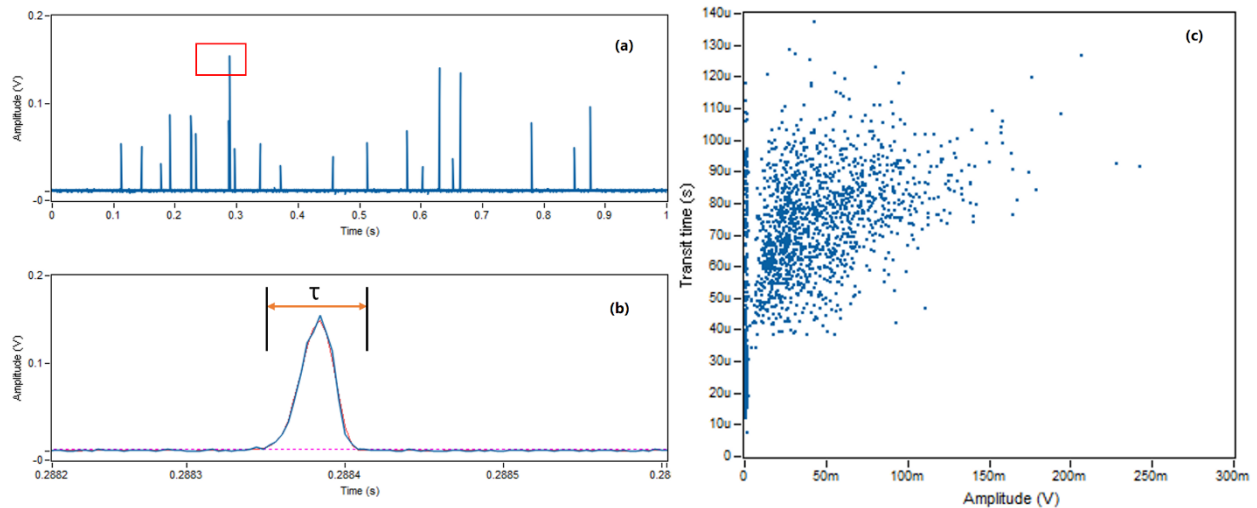 (a)
0.2
0.1
-0
Amplitude (V)
0 0.1 0.2 0.3 0.4 0.5 0.6 0.7 0.8 0.9 1
Time (s)
(b)
τ
0.2
0.1
-0
Amplitude (V)
0.2882 0.2883 0.2884 0.2885 0.28
Time (s)
(c)
140u
130u
120u
110u
100u
90u
80u
70u
60u
50u
40u
30u
20u
10u
0
Transit time (s)
0 50m 100m 150m 200m 250m 300m
Amplitude (V)